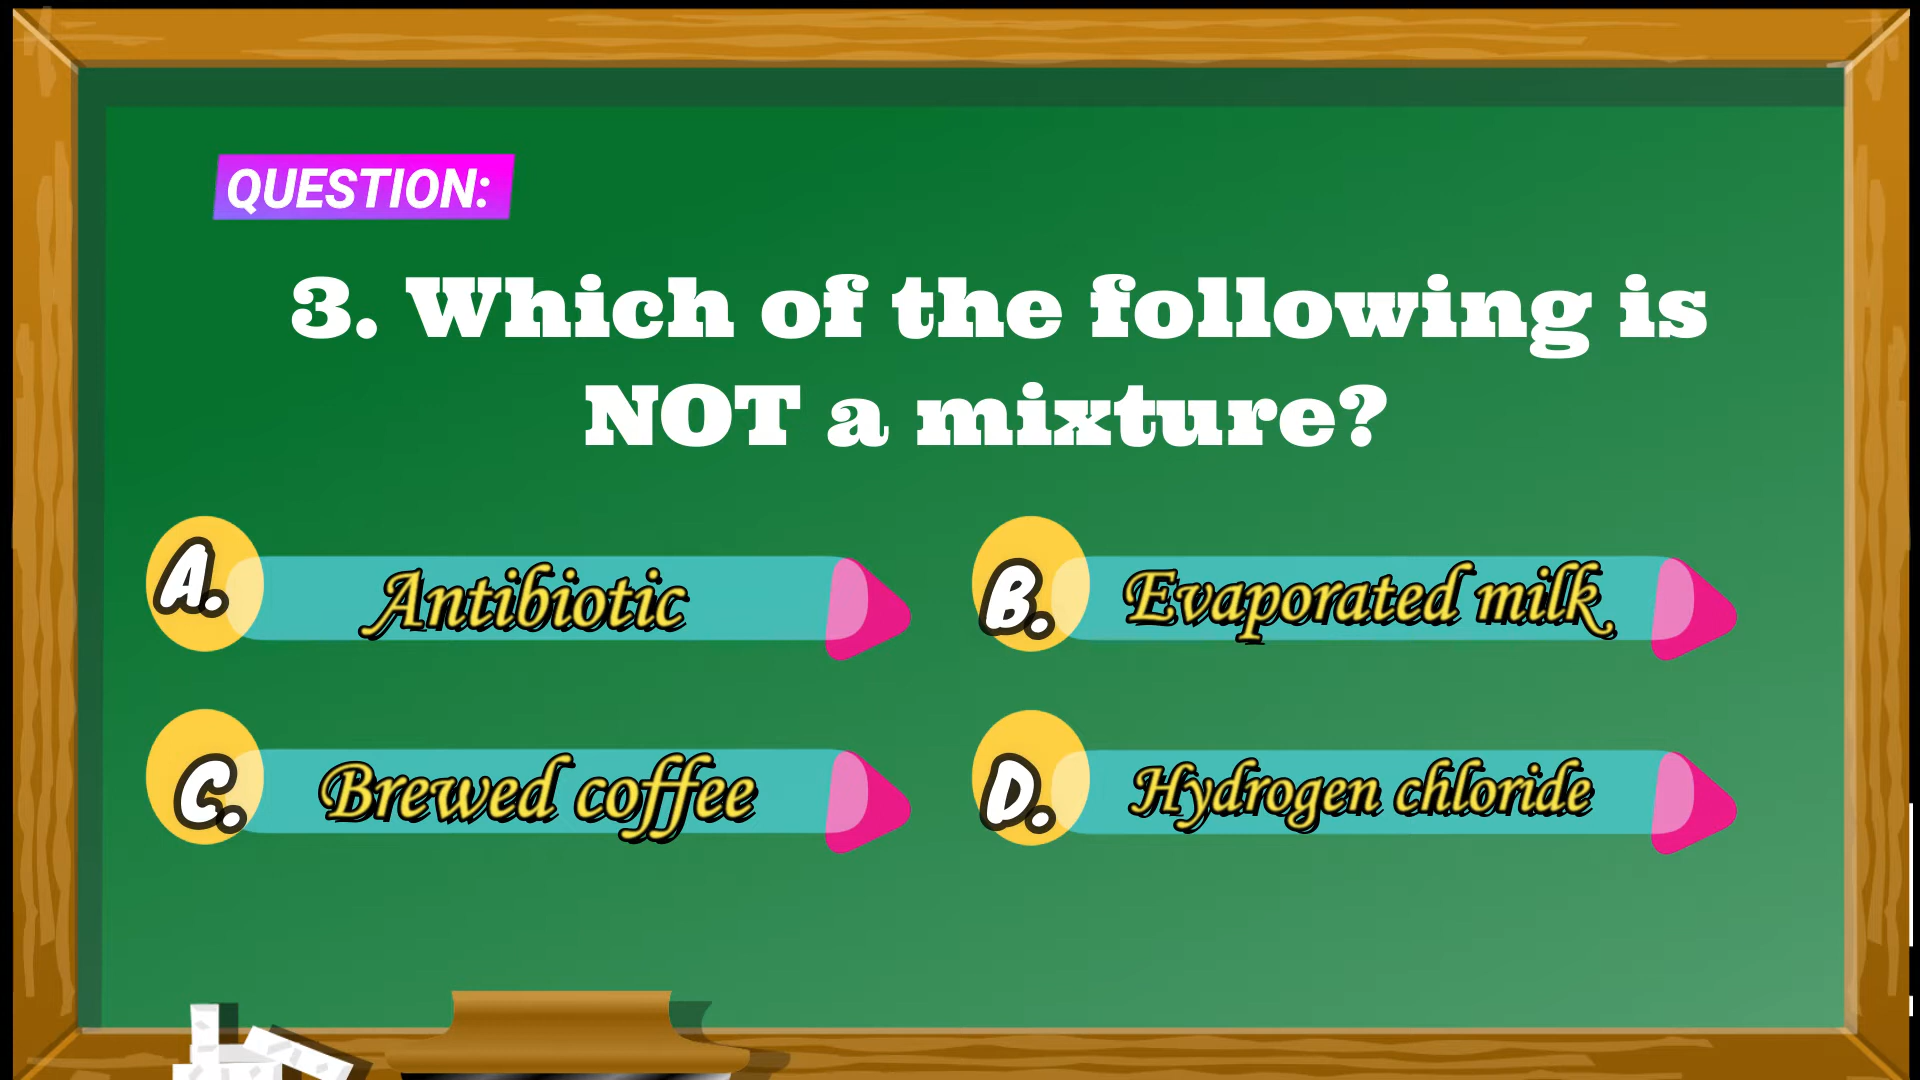 QUESTION:
3. Which of the following is
NOT a mixture?
A. Antibiotic
B. Evaporated milk
C. Brewed coffee
D. Hydrogen chloride